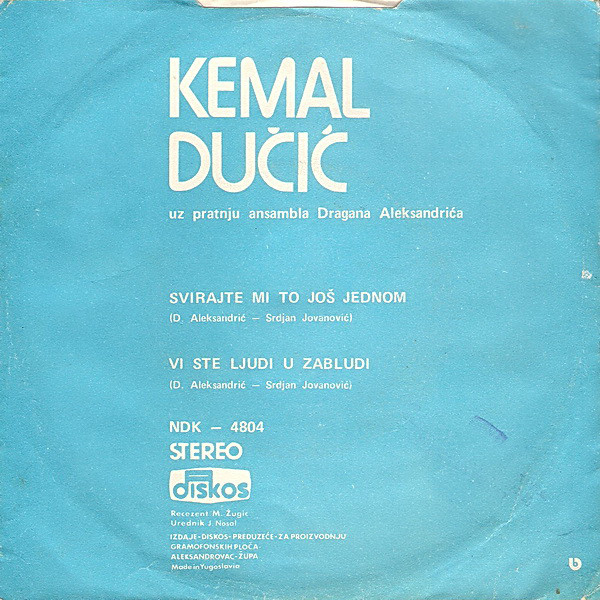 KEMAL
DUČIĆ
uz pratnju ansambla Dragana Aleksandrića
SVIRAJTE MI TO JOŠ JEDNOM
(D. Aleksandrić — Srdjan Jovanović)
VI STE LJUDI U ZABLUDI
(D. Aleksandrić — Srdjan Jovanović)
NDK — 4804
STEREO
diskos
Recezent M. Žugic
Urednik J. Nosal
IZDAJE-DISKOS-PREDUZEĆE-ZA PROIZVODNJU
GRAMOFONSKIH PLOČA-
ALEKSANDROVAC-ŽUPA
Made in Yugoslavia
b